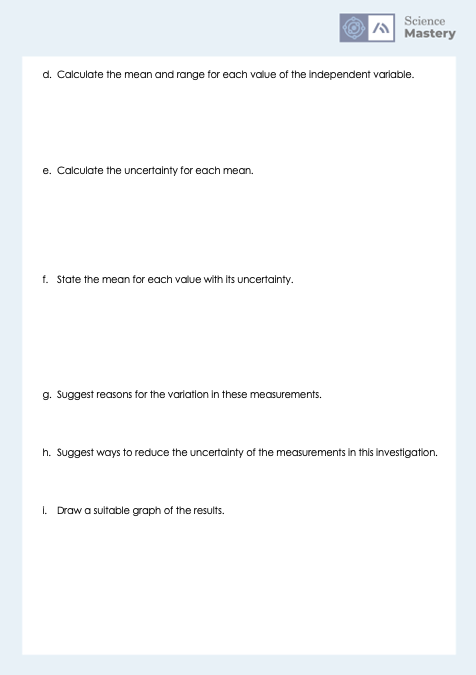 Science
Mastery
d. Calculate the mean and range for each value of the independent variable.
e. Calculate the uncertainty for each mean.
f. State the mean for each value with its uncertainty.
g. Suggest reasons for the variation in these measurements.
h. Suggest ways to reduce the uncertainty of the measurements in this investigation.
i. Draw a suitable graph of the results.